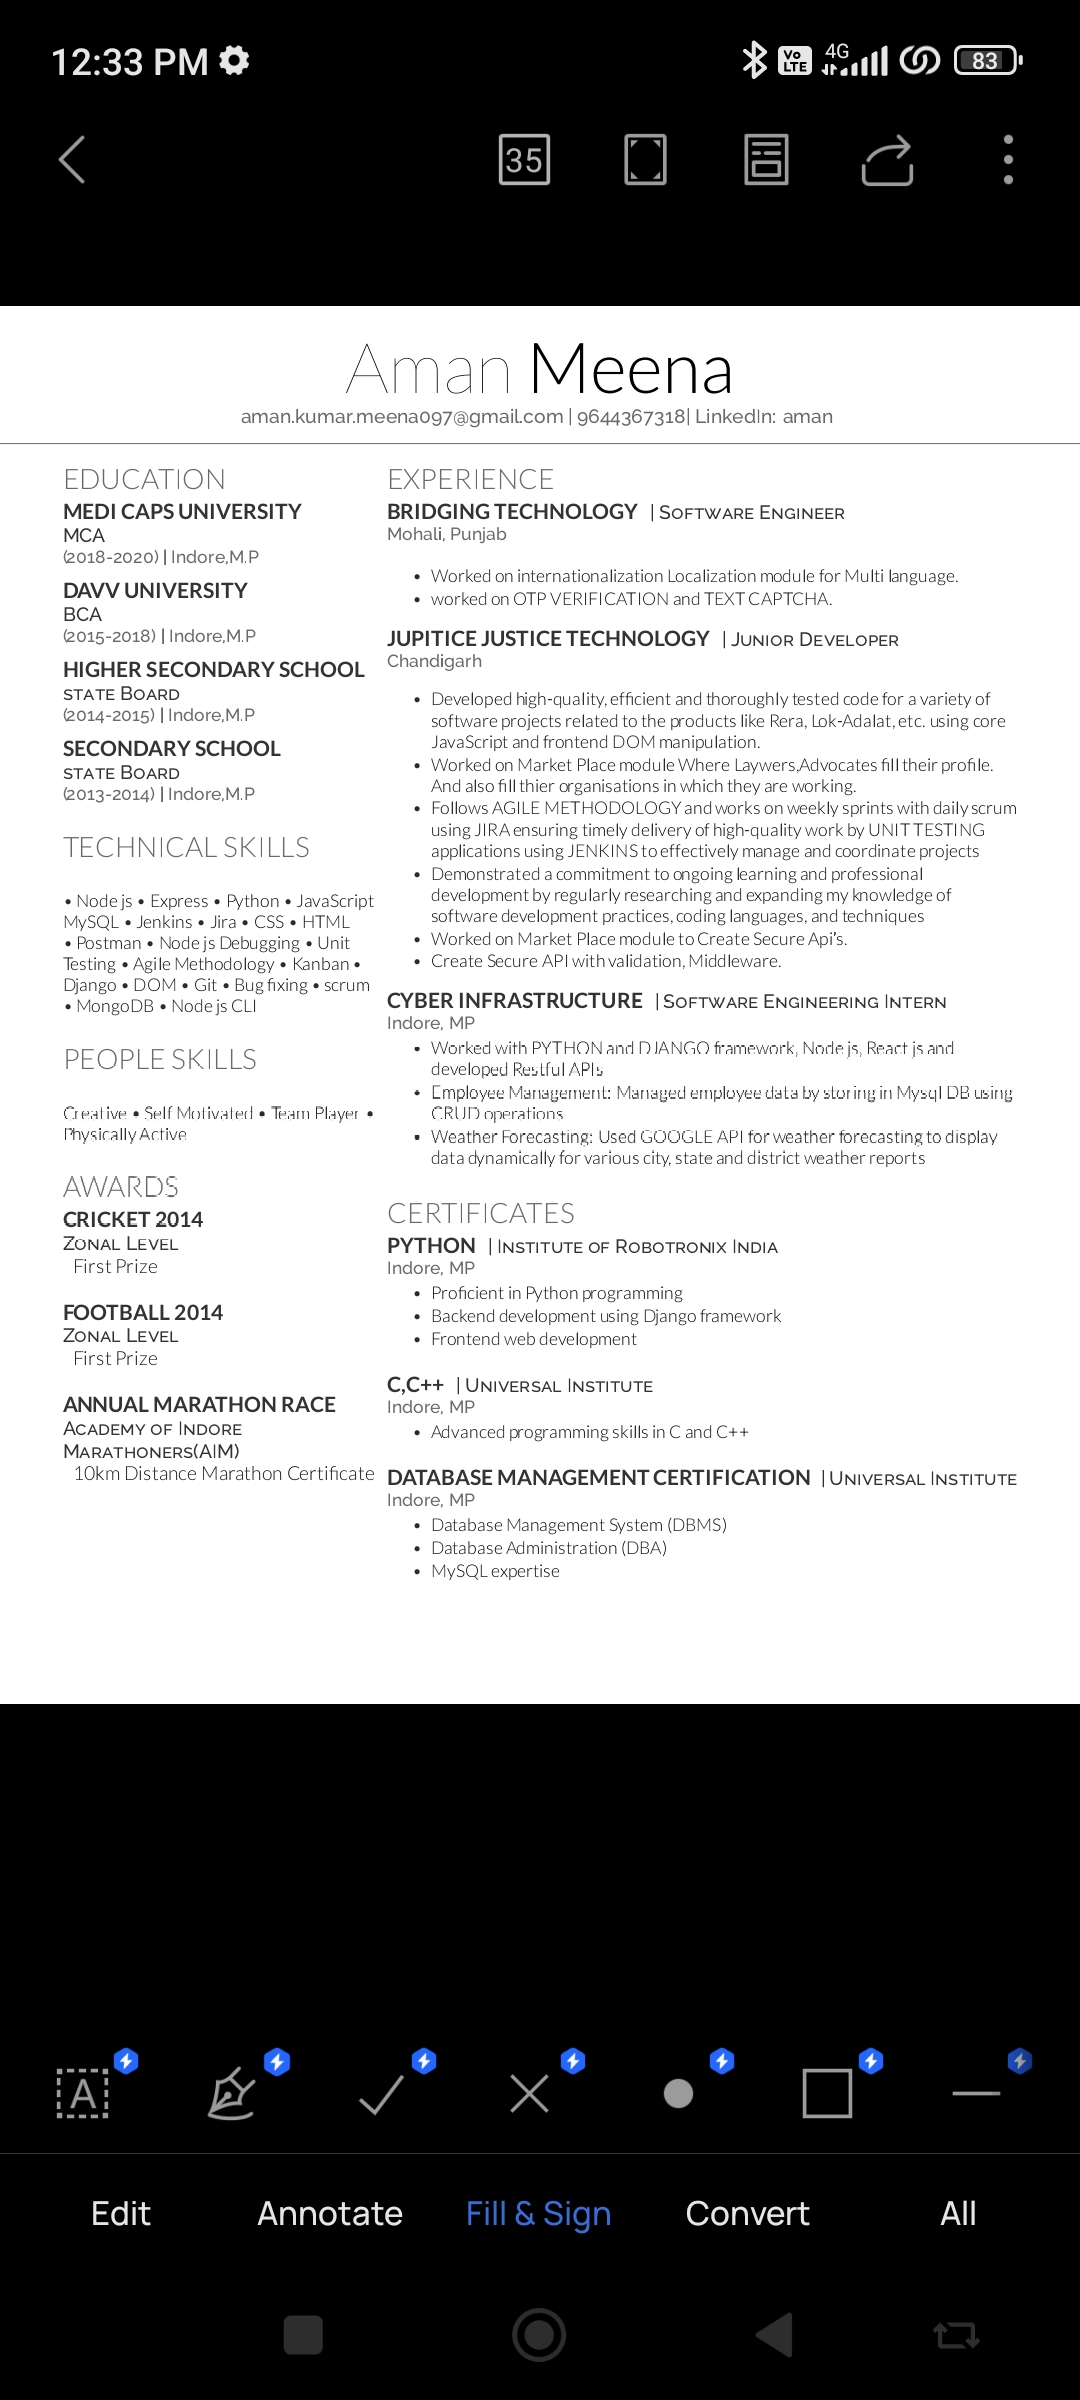 12:33 PM
Vo
LTE
4G
83
35
Aman Meena
aman.kumar.meena097@gmail.com | 9644367318| LinkedIn: aman
EDUCATION
MEDI CAPS UNIVERSITY
MCA
(2018-2020) | Indore,M.P
DAVV UNIVERSITY
BCA
(2015-2018) | Indore,M.P
HIGHER SECONDARY SCHOOL
STATE BOARD
(2014-2015) | Indore,M.P
SECONDARY SCHOOL
STATE BOARD
(2013-2014) | Indore,M.P
TECHNICAL SKILLS
• Node js • Express • Python • JavaScript
MySQL • Jenkins • Jira • CSS • HTML
• Postman • Node js Debugging • Unit
Testing • Agile Methodology • Kanban •
Django • DOM • Git • Bug fixing • scrum
• MongoDB • Node js CLI
PEOPLE SKILLS
Creative • Self Motivated • Team Player •
Physically Active
AWARDS
CRICKET 2014
ZONAL LEVEL
First Prize
FOOTBALL 2014
ZONAL LEVEL
First Prize
ANNUAL MARATHON RACE
ACADEMY OF INDORE
MARATHONERS(AIM)
10km Distance Marathon Certificate
EXPERIENCE
BRIDGING TECHNOLOGY | SOFTWARE ENGINEER
Mohali, Punjab
• Worked on internationalization Localization module for Multi language.
• worked on OTP VERIFICATION and TEXT CAPTCHA.
JUPITICE JUSTICE TECHNOLOGY | JUNIOR DEVELOPER
Chandigarh
• Developed high-quality, efficient and thoroughly tested code for a variety of
software projects related to the products like Rera, Lok-Adalat, etc. using core
JavaScript and frontend DOM manipulation.
• Worked on Market Place module Where Laywers,Advocates fill their profile.
And also fill thier organisations in which they are working.
• Follows AGILE METHODOLOGY and works on weekly sprints with daily scrum
using JIRA ensuring timely delivery of high-quality work by UNIT TESTING
applications using JENKINS to effectively manage and coordinate projects
• Demonstrated a commitment to ongoing learning and professional
development by regularly researching and expanding my knowledge of
software development practices, coding languages, and techniques
• Worked on Market Place module to Create Secure Api's.
• Create Secure API with validation, Middleware.
CYBER INFRASTRUCTURE | SOFTWARE ENGINEERING INTERN
Indore, MP
• Worked with PYTHON and DJANGO framework, Node js, React js and
developed Restful APIs
• Employee Management: Managed employee data by storing in Mysql DB using
CRUD operations
• Weather Forecasting: Used GOOGLE API for weather forecasting to display
data dynamically for various city, state and district weather reports
CERTIFICATES
PYTHON | INSTITUTE OF ROBOTRONIX INDIA
Indore, MP
• Proficient in Python programming
• Backend development using Django framework
• Frontend web development
C,C++ | UNIVERSAL INSTITUTE
Indore, MP
• Advanced programming skills in C and C++
DATABASE MANAGEMENT CERTIFICATION | UNIVERSAL INSTITUTE
Indore, MP
• Database Management System (DBMS)
• Database Administration (DBA)
• MySQL expertise
A
Edit Annotate Fill & Sign Convert All